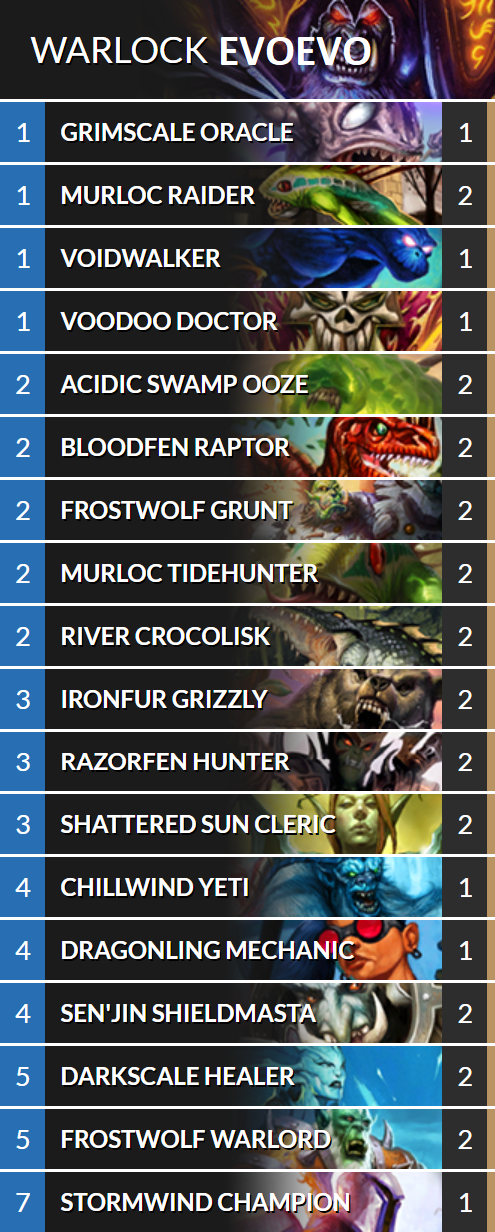 WARLOCK EVOEVO
1 GRIMSCALE ORACLE 1
1 MURLOC RAIDER 2
1 VOIDWALKER 1
1 VOODOO DOCTOR 1
2 ACIDIC SWAMP OOZE 2
2 BLOODFEN RAPTOR 2
2 FROSTWOLF GRUNT 2
2 MURLOC TIDEHUNTER 2
2 RIVER CROCOLISK 2
3 IRONFUR GRIZZLY 2
3 RAZORFEN HUNTER 2
3 SHATTERED SUN CLERIC 2
4 CHILLWIND YETI 1
4 DRAGONLING MECHANIC 1
4 SEN'JIN SHIELDMASTA 2
5 DARKSCALE HEALER 2
5 FROSTWOLF WARLORD 2
7 STORMWIND CHAMPION 1